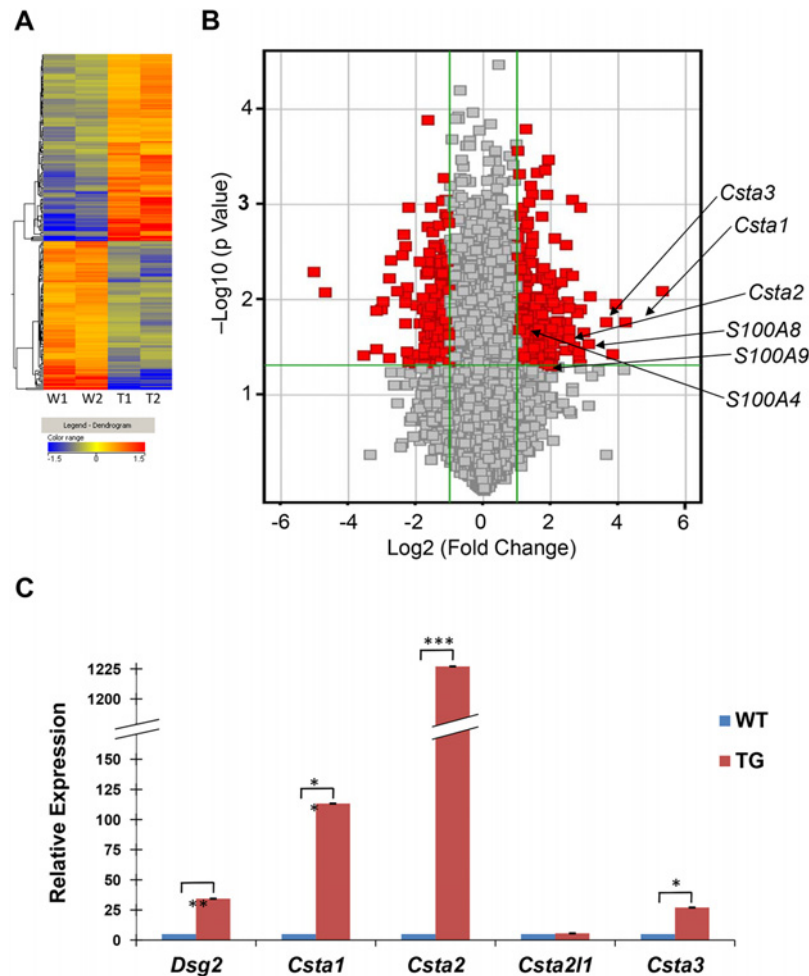 A
W1 W2 T1 T2
Legend - Dendrogram
Color range
-1.5 0 1.5
B
–Log10 (p Value)
4
3
2
1
-6 -4 -2 0 2 4 6
Log2 (Fold Change)
Csta3
Csta1
Csta2
S100A8
S100A9
S100A4
C
Relative Expression
1225
1200
150
125
100
75
50
25
0
**
*
*
***
*
WT
TG
Dsg2 Csta1 Csta2 Csta2l1 Csta3